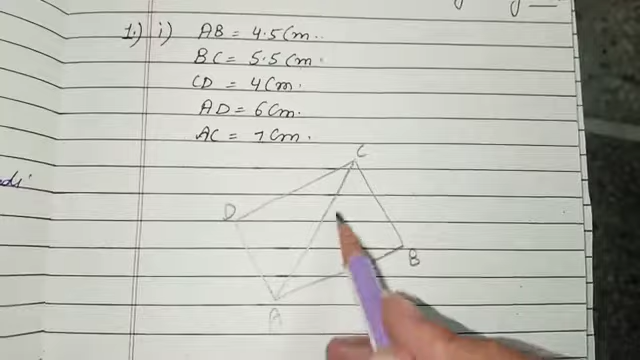 1.) i) AB = 4.5 Cm.
BC = 5.5 Cm.
CD = 4 Cm.
AD = 6 Cm.
AC = 7 Cm.
C
D
B
A